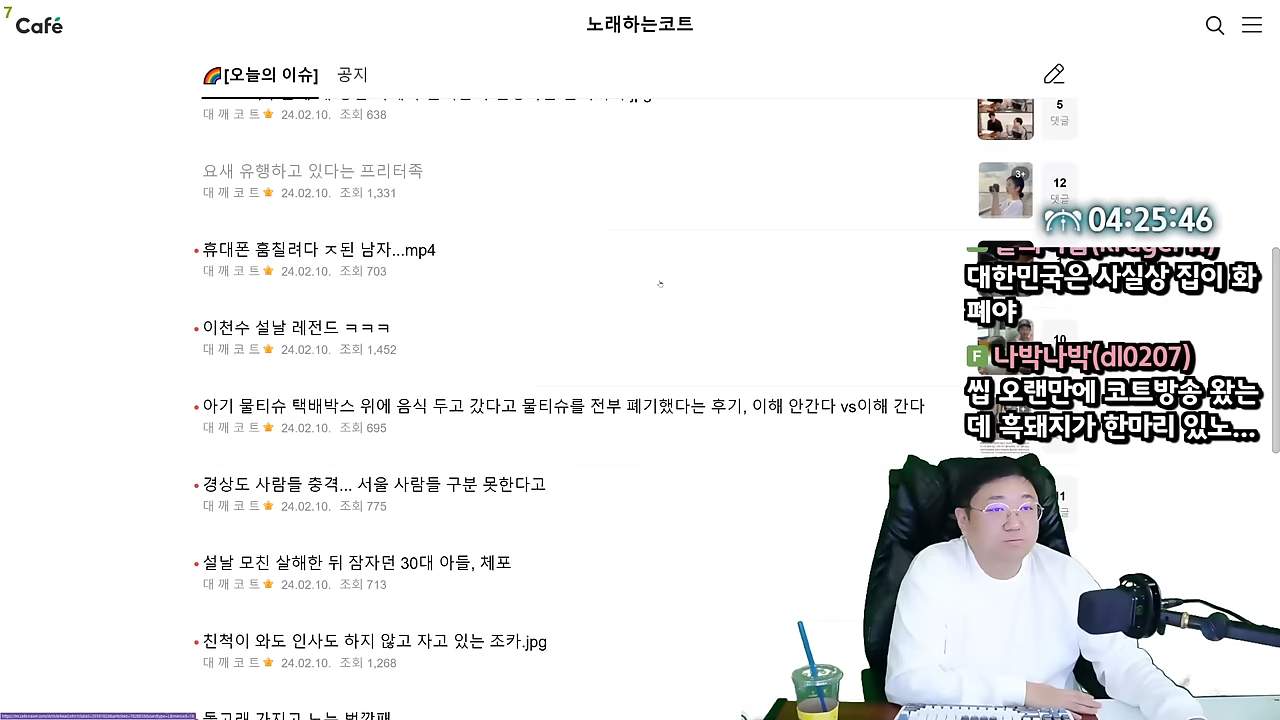 7
Café
노래하는코트
🌈[오늘의 이슈] 공지
대 깨 코 트 24.02.10. 조회 638
5
댓글
요새 유행하고 있다는 프리터족
대 깨 코 트 24.02.10. 조회 1,331
3+
12
댓글
04:25:46
휴대폰 훔칠려다 ㅈ된 남자...mp4
대 깨 코 트 24.02.10. 조회 703
대한민국은 사실상 집이 화
폐야
이천수 설날 레전드 ㅋㅋㅋ
대 깨 코 트 24.02.10. 조회 1,452
10
F 나박나박(dl0207)
씹 오랜만에 코트방송 왔는
데 흑돼지가 한마리 있노...
아기 물티슈 택배박스 위에 음식 두고 갔다고 물티슈를 전부 폐기했다는 후기, 이해 안간다 vs이해 간다
대 깨 코 트 24.02.10. 조회 695
경상도 사람들 충격... 서울 사람들 구분 못한다고
대 깨 코 트 24.02.10. 조회 775
설날 모친 살해한 뒤 잠자던 30대 아들, 체포
대 깨 코 트 24.02.10. 조회 713
친척이 와도 인사도 하지 않고 자고 있는 조카.jpg
대 깨 코 트 24.02.10. 조회 1,268